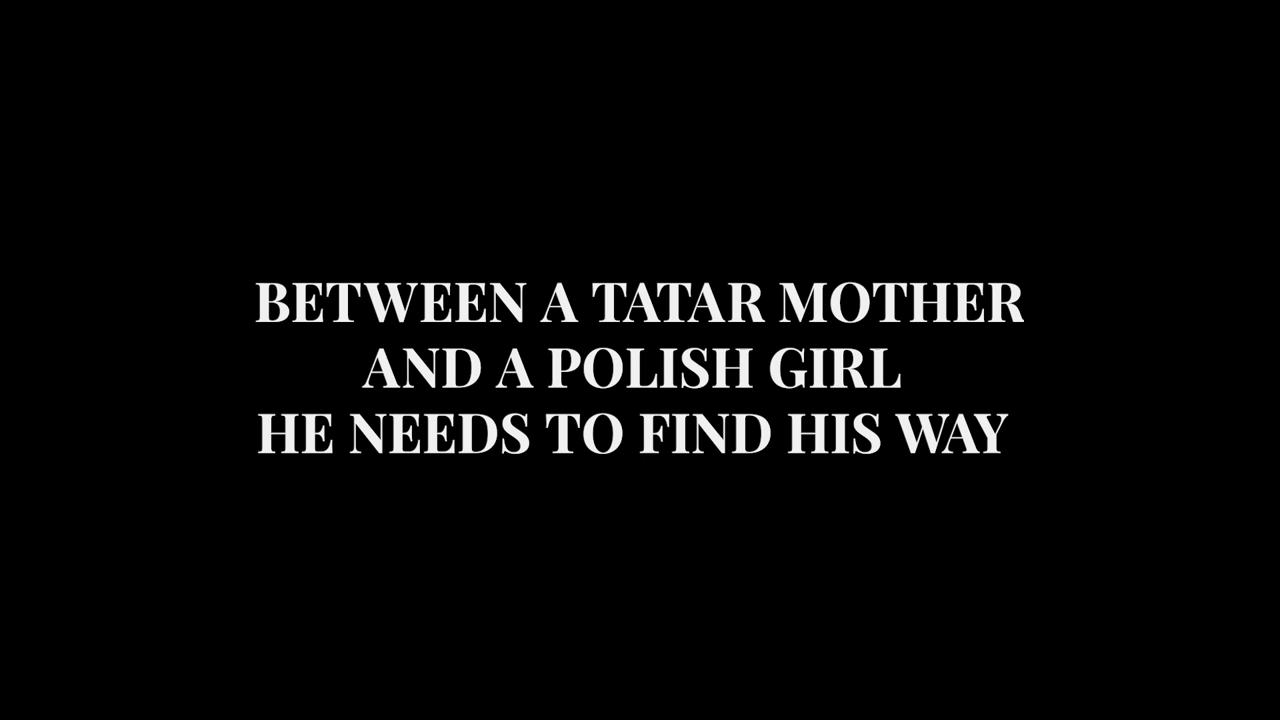 BETWEEN A TATAR MOTHER
AND A POLISH GIRL
HE NEEDS TO FIND HIS WAY